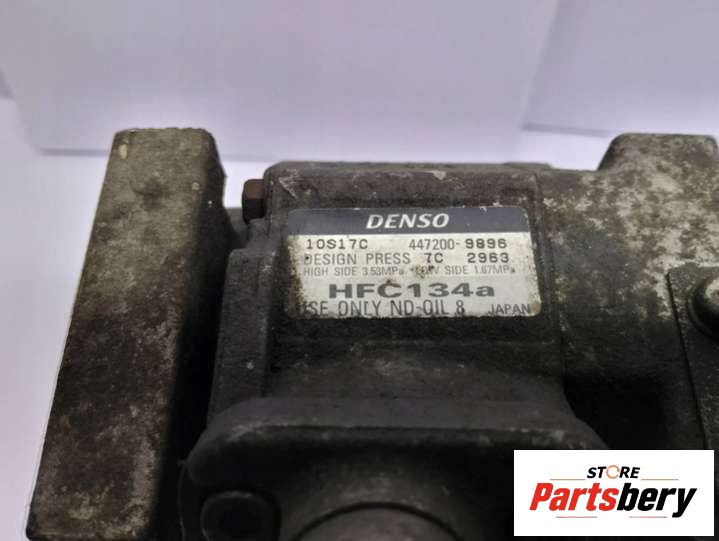 DENSO
10S17C 447200-9896
DESIGN PRESS 7C 2963
HIGH SIDE 3.53MPa LOW SIDE 1.67MPa
HFC134a
USE ONLY ND-OIL 8 JAPAN
STORE
Partsbery